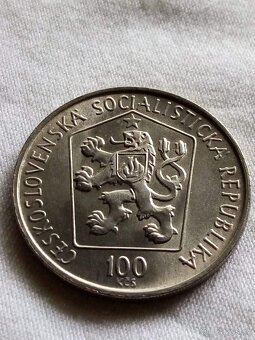 ČESKOSLOVENSKÁ SOCIALISTICKÁ REPUBLIKA
100
KČS